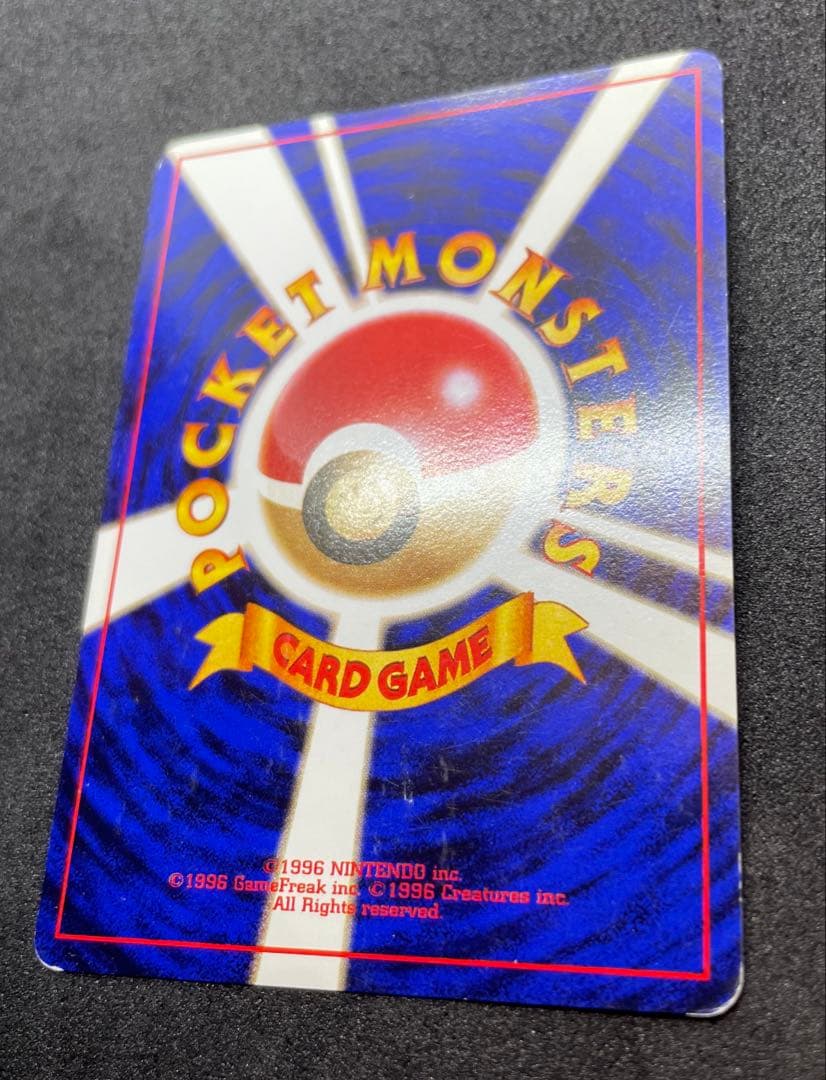 POCKET MONSTERS
CARD GAME
©1996 NINTENDO inc.
©1996 GameFreak inc. ©1996 Creatures inc.
All Rights reserved.